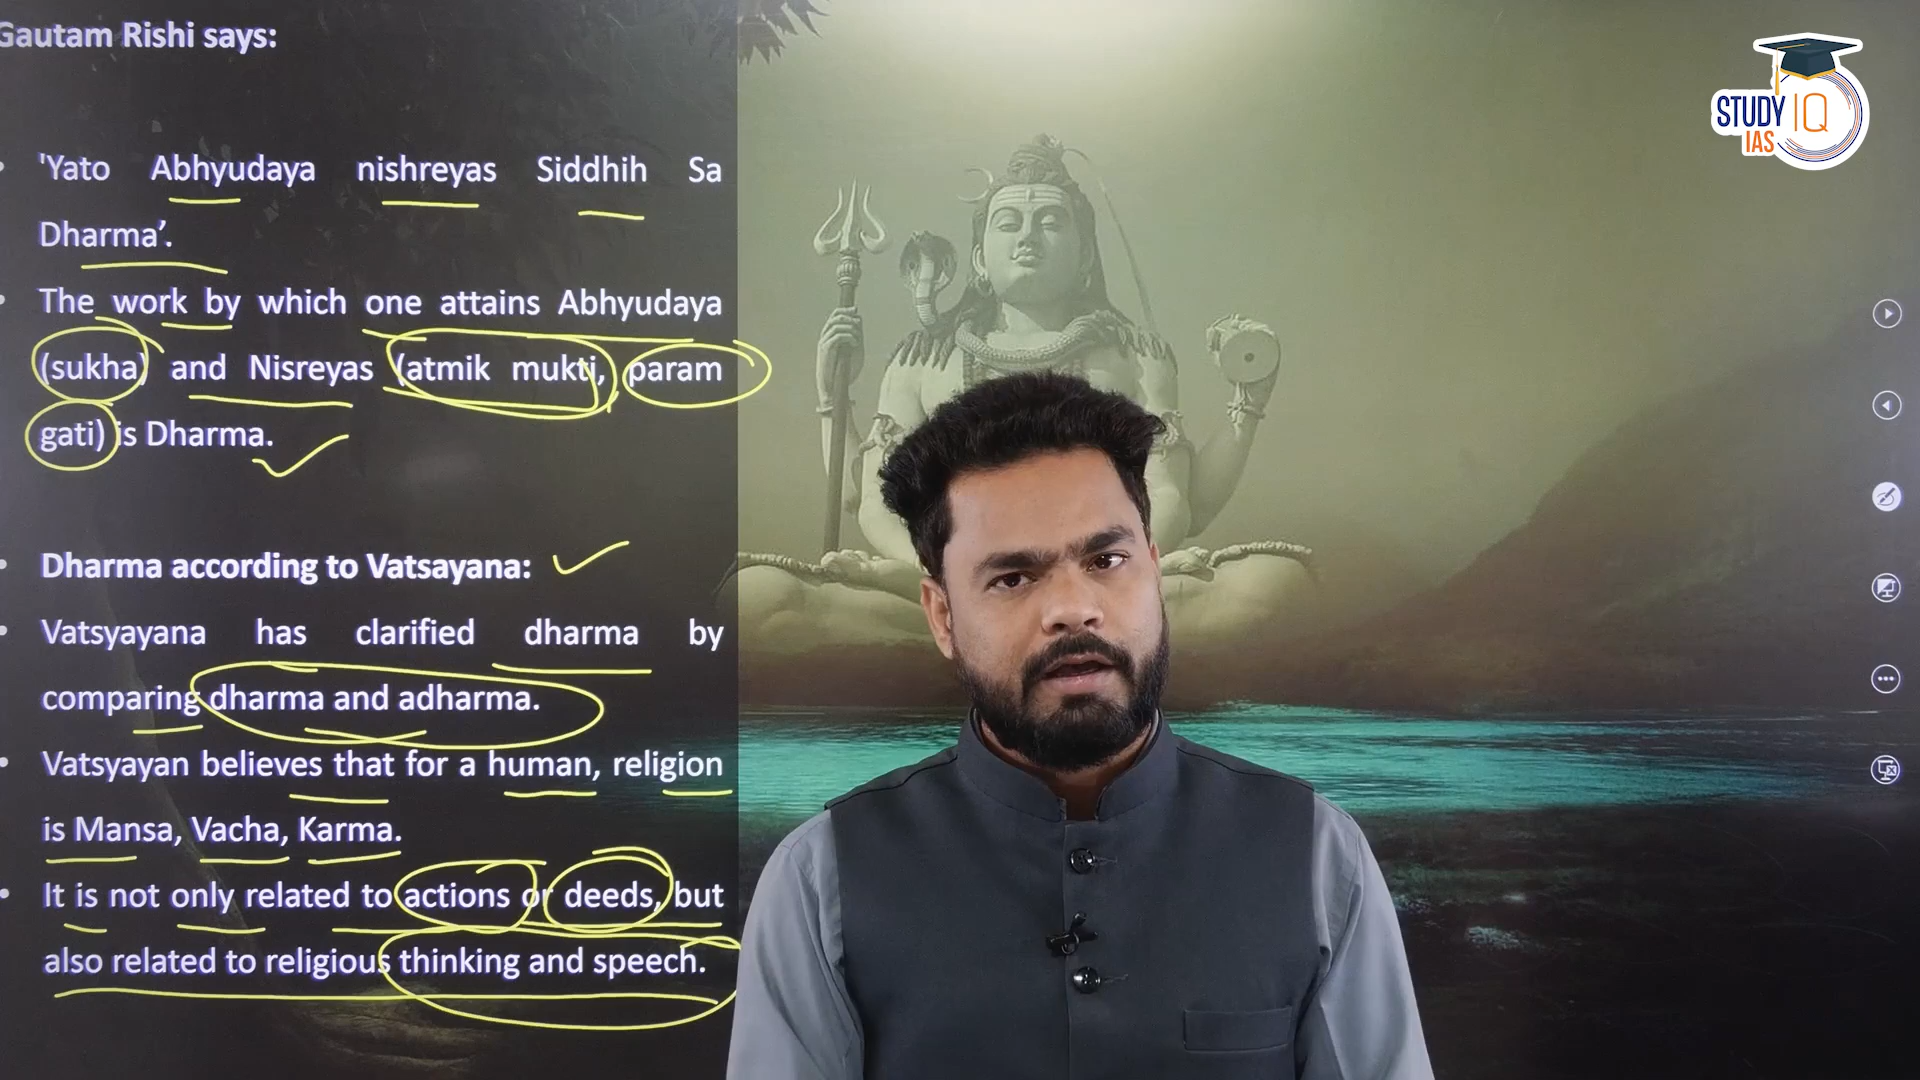 Gautam Rishi says:
STUDY IQ
IAS
'Yato Abhyudaya nishreyas Siddhih Sa
Dharma’.
The work by which one attains Abhyudaya
(sukha) and Nisreyas (atmik mukti, param
gati) is Dharma.
Dharma according to Vatsayana:
Vatsyayana has clarified dharma by
comparing dharma and adharma.
Vatsyayan believes that for a human, religion
is Mansa, Vacha, Karma.
It is not only related to actions or deeds, but
also related to religious thinking and speech.